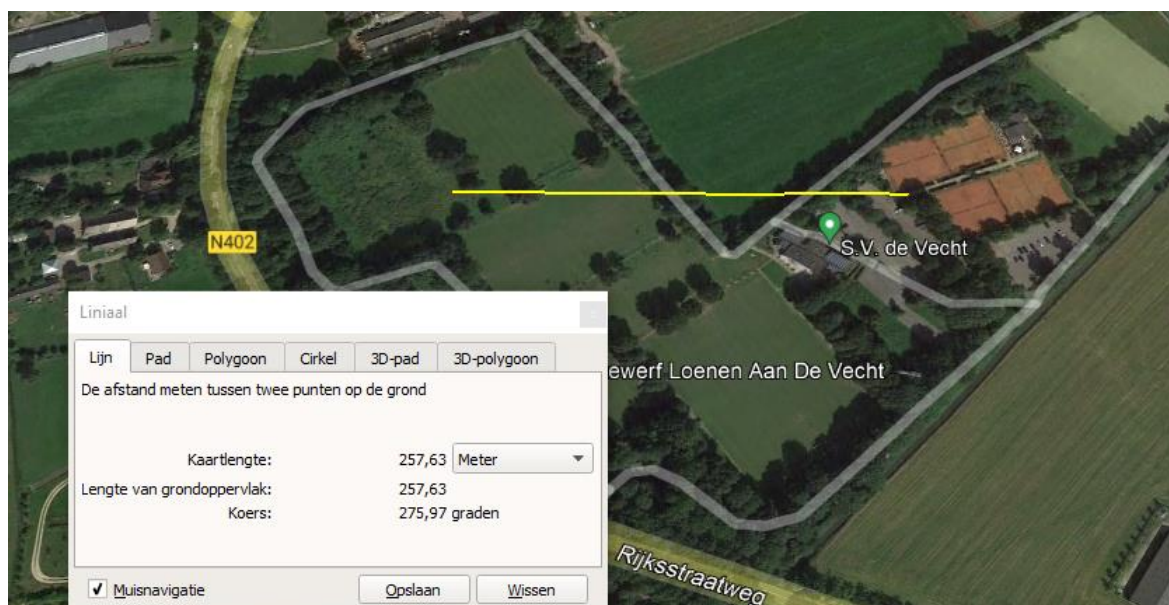 N402
S.V. de Vecht
Liniaal
Lijn Pad Polygoon Cirkel 3D-pad 3D-polygoon
De afstand meten tussen twee punten op de grond
ewerf Loenen Aan De Vecht
Kaartlengte: 257,63 Meter
Lengte van grondoppervlak: 257,63
Koers: 275,97 graden
Rijksstraatweg
Muisnavigatie Opslaan Wissen